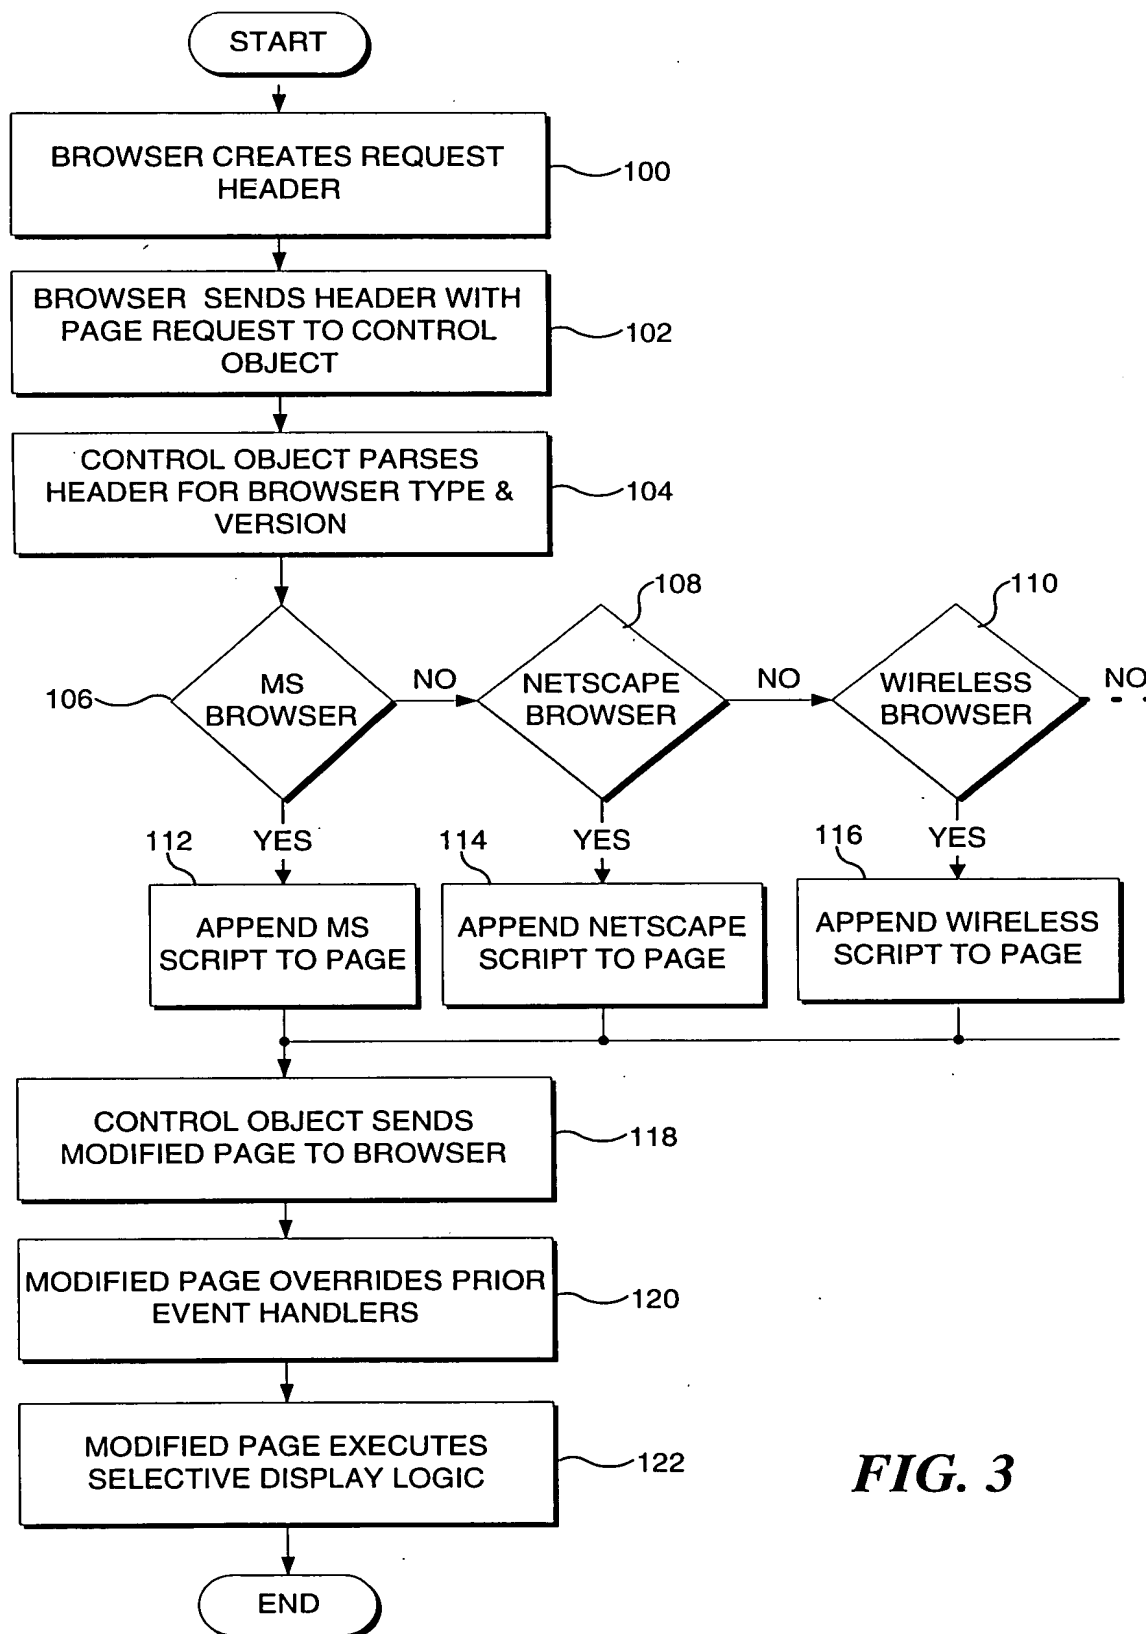 START
BROWSER CREATES REQUEST
HEADER
100
BROWSER SENDS HEADER WITH
PAGE REQUEST TO CONTROL
OBJECT
102
CONTROL OBJECT PARSES
HEADER FOR BROWSER TYPE &
VERSION
104
108
110
106
MS
BROWSER
NO
NETSCAPE
BROWSER
NO
WIRELESS
BROWSER
NO
YES
YES
YES
112
114
116
APPEND MS
SCRIPT TO PAGE
APPEND NETSCAPE
SCRIPT TO PAGE
APPEND WIRELESS
SCRIPT TO PAGE
CONTROL OBJECT SENDS
MODIFIED PAGE TO BROWSER
118
MODIFIED PAGE OVERRIDES PRIOR
EVENT HANDLERS
120
MODIFIED PAGE EXECUTES
SELECTIVE DISPLAY LOGIC
122
FIG. 3
END